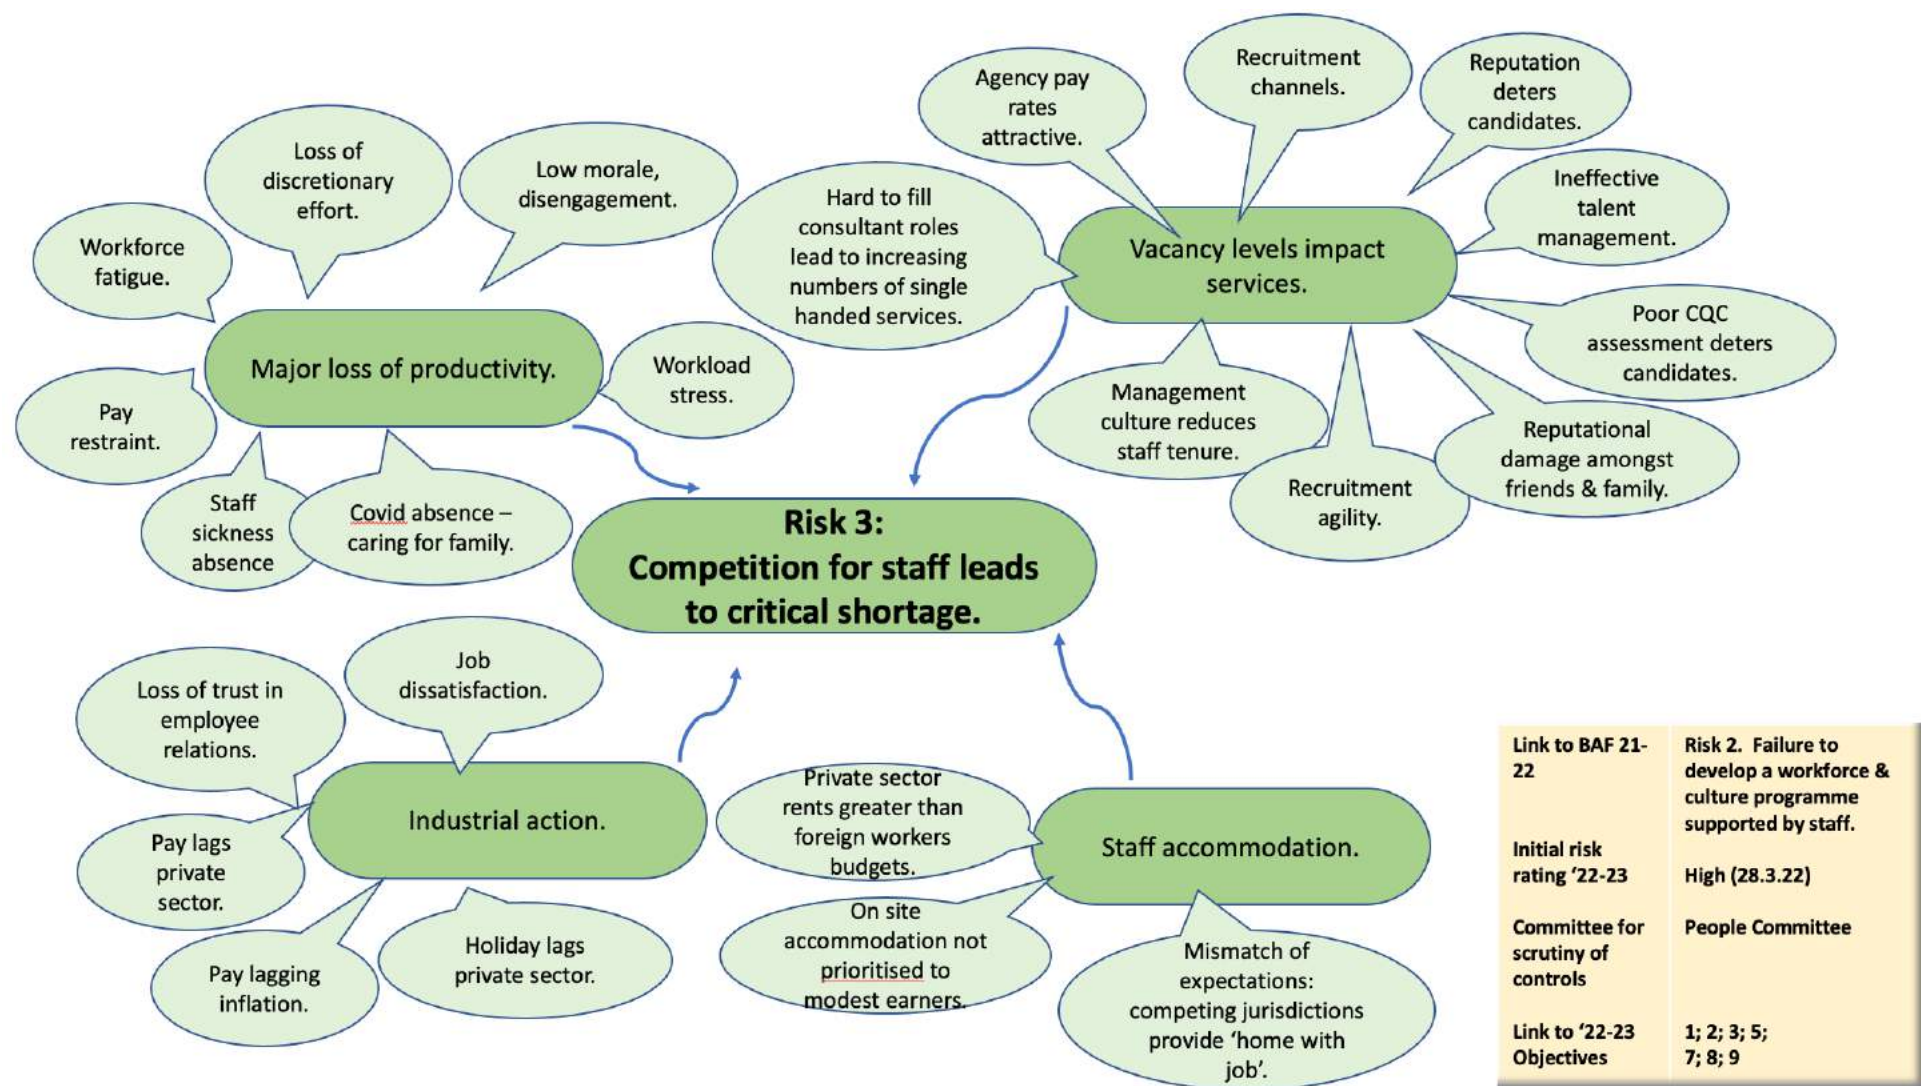 Agency pay
rates
attractive.
Recruitment
channels.
Reputation
deters
candidates.
Loss of
discretionary
effort.
Low morale,
disengagement.
Hard to fill
consultant roles
lead to increasing
numbers of single
handed services.
Ineffective
talent
management.
Workforce
fatigue.
Vacancy levels impact
services.
Poor CQC
assessment deters
candidates.
Major loss of productivity.
Workload
stress.
Management
culture reduces
staff tenure.
Pay
restraint.
Reputational
damage amongst
friends & family.
Recruitment
agility.
Staff
sickness
absence
Covid absence –
caring for family.
Risk 3:
Competition for staff leads
to critical shortage.
Job
dissatisfaction.
Loss of trust in
employee
relations.
Industrial action.
Pay lags
private
sector.
Pay lagging
inflation.
Holiday lags
private sector.
Private sector
rents greater than
foreign workers
budgets.
Staff accommodation.
On site
accommodation not
prioritised to
modest earners.
Mismatch of
expectations:
competing jurisdictions
provide ‘home with
job’.
Link to BAF 21-
22
Risk 2. Failure to
develop a workforce &
culture programme
supported by staff.
Initial risk
rating ’22-23
High (28.3.22)
Committee for
scrutiny of
controls
People Committee
Link to ‘22-23
Objectives
1; 2; 3; 5;
7; 8; 9